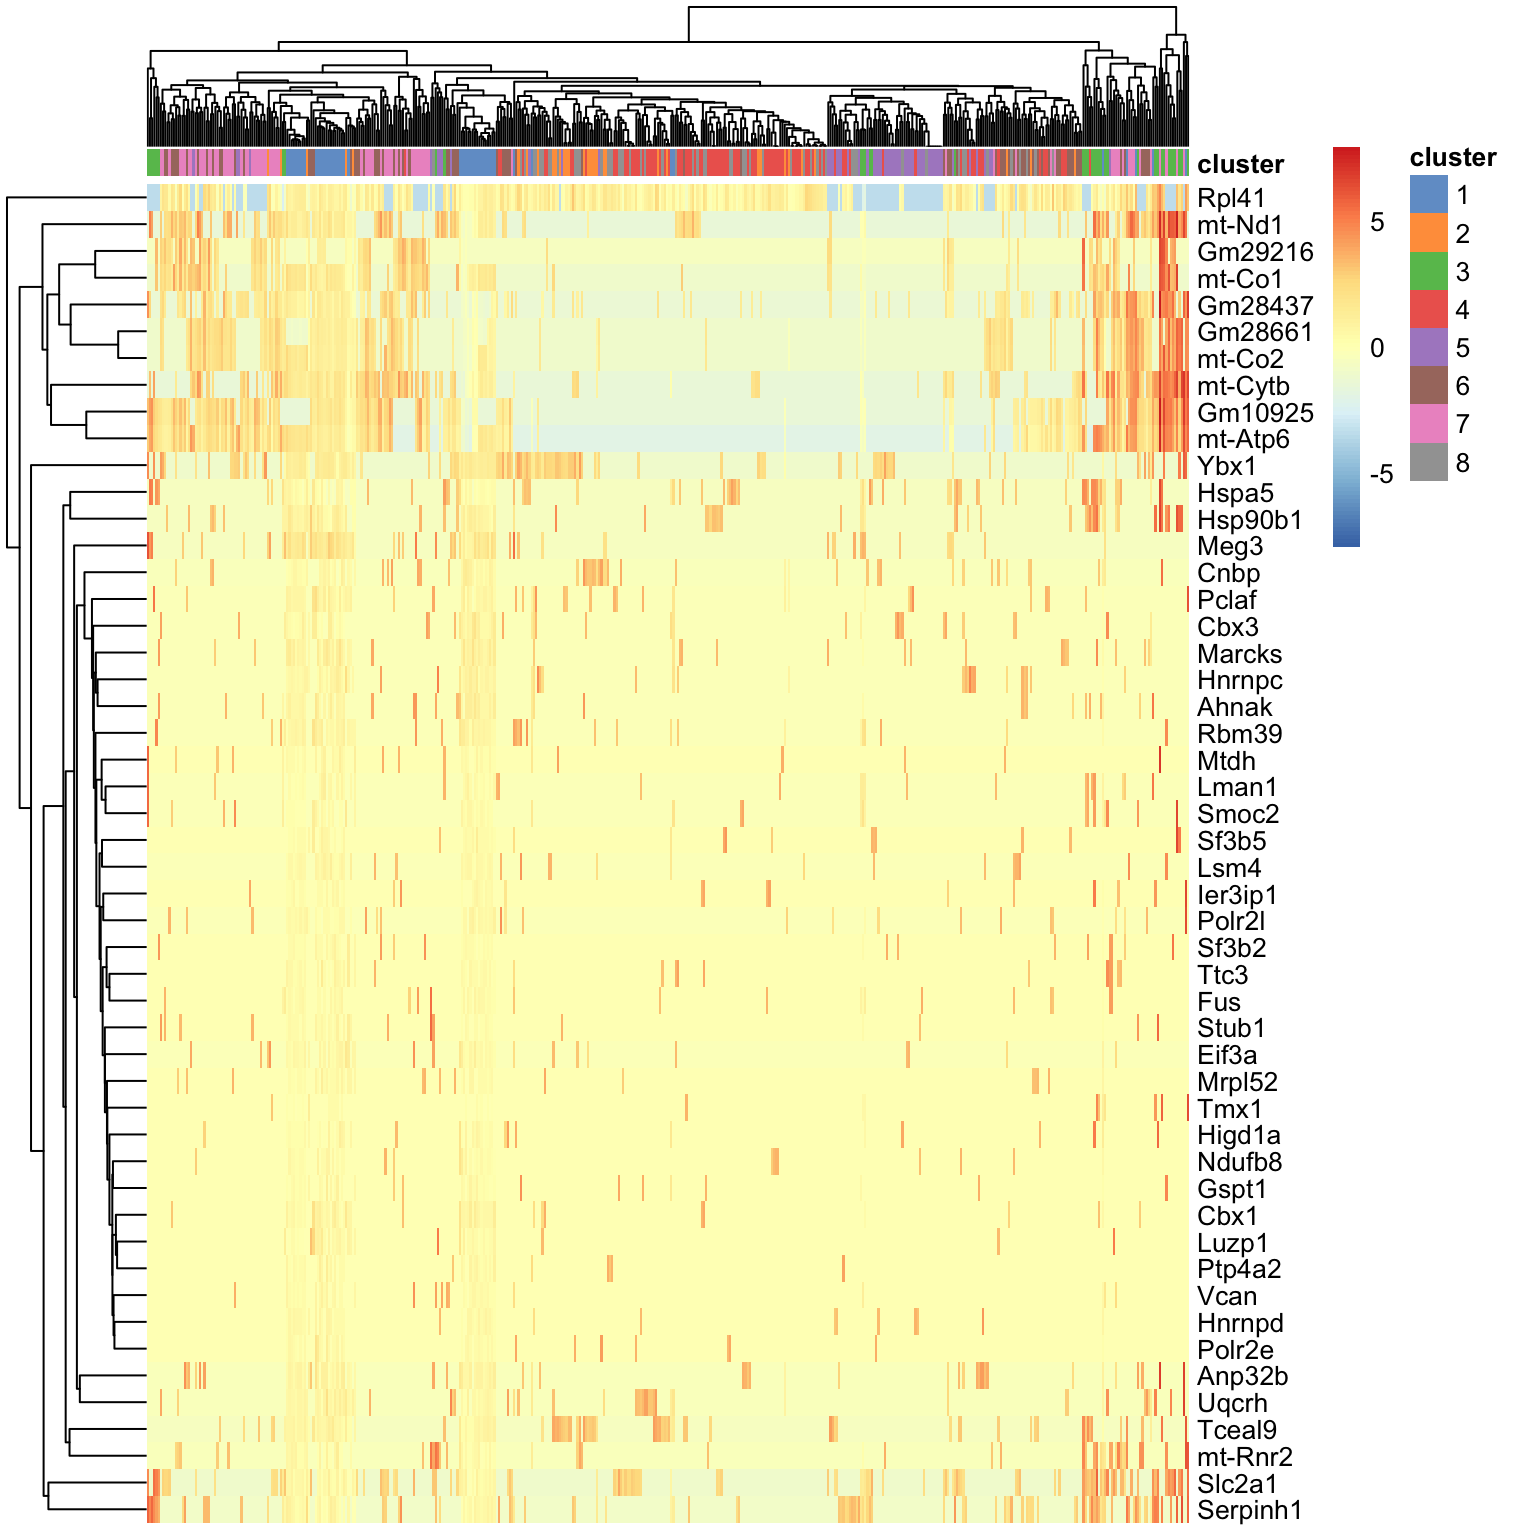 cluster
Rpl41
mt-Nd1
Gm29216
mt-Co1
Gm28437
Gm28661
mt-Co2
mt-Cytb
Gm10925
mt-Atp6
Ybx1
Hspa5
Hsp90b1
Meg3
Cnbp
Pclaf
Cbx3
Marcks
Hnrnpc
Ahnak
Rbm39
Mtdh
Lman1
Smoc2
Sf3b5
Lsm4
Ier3ip1
Polr2l
Sf3b2
Ttc3
Fus
Stub1
Eif3a
Mrpl52
Tmx1
Higd1a
Ndufb8
Gspt1
Cbx1
Luzp1
Ptp4a2
Vcan
Hnrnpd
Polr2e
Anp32b
Uqcrh
Tceal9
mt-Rnr2
Slc2a1
Serpinh1
5
0
-5
cluster
1
2
3
4
5
6
7
8